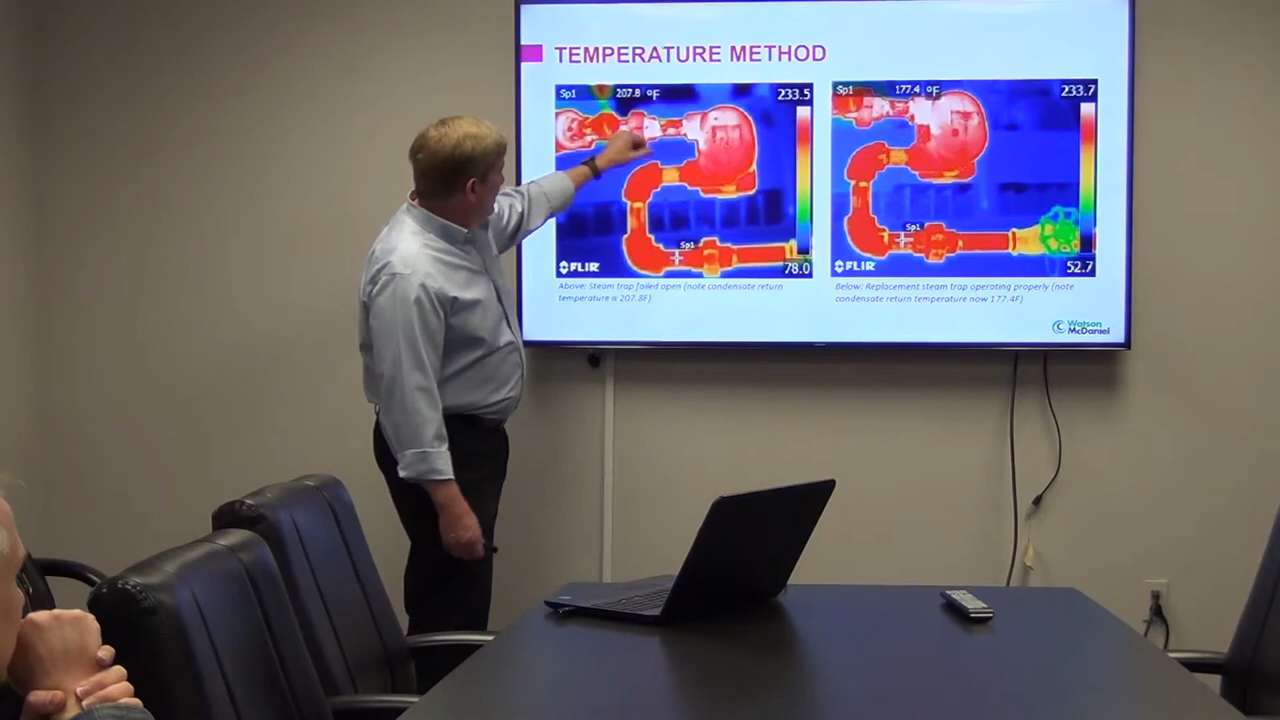 TEMPERATURE METHOD
Sp1 207.8 °F 233.5
Sp1
FLIR 78.0
Above: Steam trap failed open (note condensate return
temperature is 207.8F)
Sp1 177.4 °F 233.7
Sp1
FLIR 52.7
Below: Replacement steam trap operating properly (note
condensate return temperature now 177.4F)
Watson
McDaniel